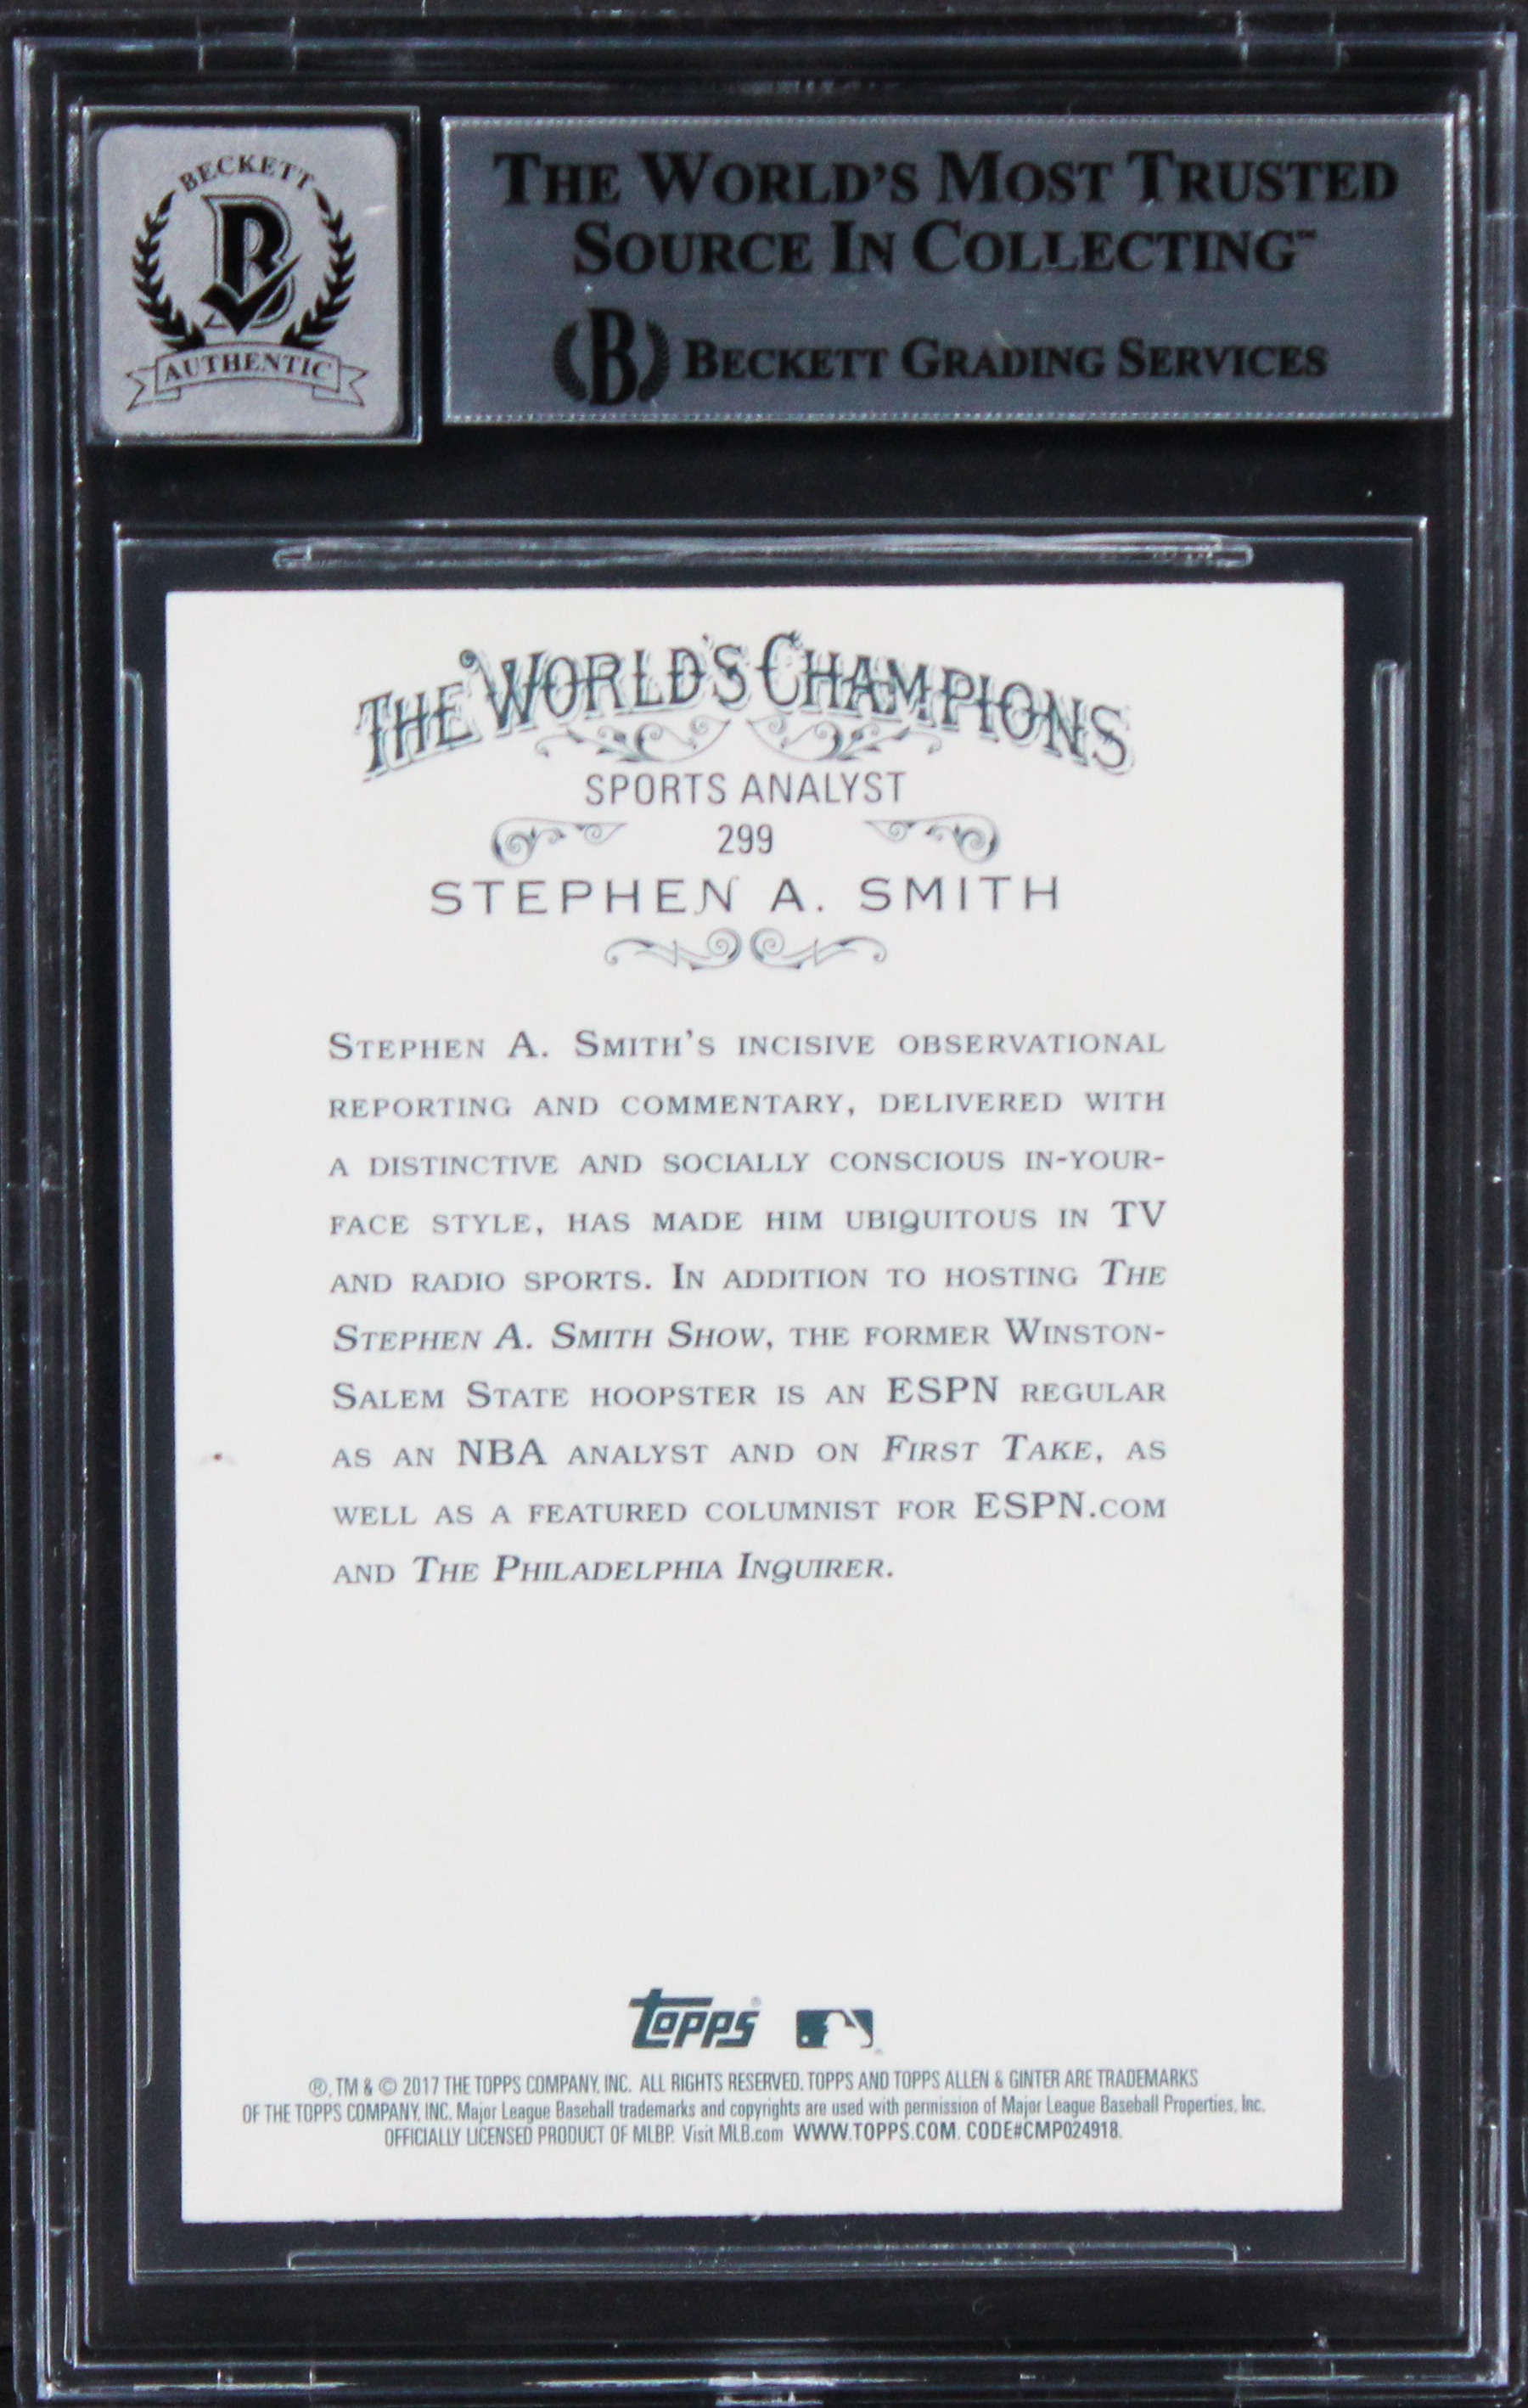 BECKETT
B
AUTHENTIC
THE WORLD'S MOST TRUSTED
SOURCE IN COLLECTING™
B BECKETT GRADING SERVICES
THE WORLD'S CHAMPIONS
SPORTS ANALYST
299
STEPHEN A. SMITH
STEPHEN A. SMITH'S INCISIVE OBSERVATIONAL
REPORTING AND COMMENTARY, DELIVERED WITH
A DISTINCTIVE AND SOCIALLY CONSCIOUS IN-YOUR-
FACE STYLE, HAS MADE HIM UBIQUITOUS IN TV
AND RADIO SPORTS. IN ADDITION TO HOSTING THE
STEPHEN A. SMITH SHOW, THE FORMER WINSTON-
SALEM STATE HOOPSTER IS AN ESPN REGULAR
AS AN NBA ANALYST AND ON FIRST TAKE, AS
WELL AS A FEATURED COLUMNIST FOR ESPN.COM
AND THE PHILADELPHIA INQUIRER.
topps®
®, TM & © 2017 THE TOPPS COMPANY, INC. ALL RIGHTS RESERVED. TOPPS AND TOPPS ALLEN & GINTER ARE TRADEMARKS
OF THE TOPPS COMPANY, INC. Major League Baseball trademarks and copyrights are used with permission of Major League Baseball Properties, Inc.
OFFICIALLY LICENSED PRODUCT OF MLBP. Visit MLB.com WWW.TOPPS.COM. CODE#CMP024918.